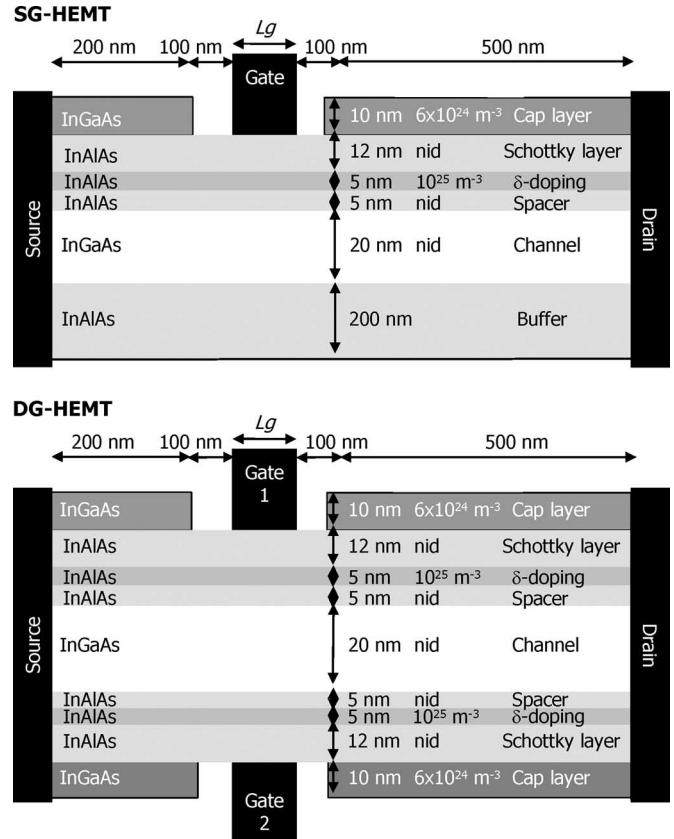 SG-HEMT
Lg
200 nm 100 nm 100 nm 500 nm
Gate
InGaAs 10 nm 6x10²⁴ m⁻³ Cap layer
InAlAs 12 nm nid Schottky layer
InAlAs 5 nm 10²⁵ m⁻³ δ-doping
InAlAs 5 nm nid Spacer
Source
InGaAs 20 nm nid Channel
Drain
InAlAs 200 nm Buffer
DG-HEMT
Lg
200 nm 100 nm 100 nm 500 nm
Gate
1
InGaAs 10 nm 6x10²⁴ m⁻³ Cap layer
InAlAs 12 nm nid Schottky layer
InAlAs 5 nm 10²⁵ m⁻³ δ-doping
InAlAs 5 nm nid Spacer
Source
InGaAs 20 nm nid Channel
Drain
InAlAs 5 nm nid Spacer
InAlAs 5 nm 10²⁵ m⁻³ δ-doping
InAlAs 12 nm nid Schottky layer
InGaAs 10 nm 6x10²⁴ m⁻³ Cap layer
Gate
2